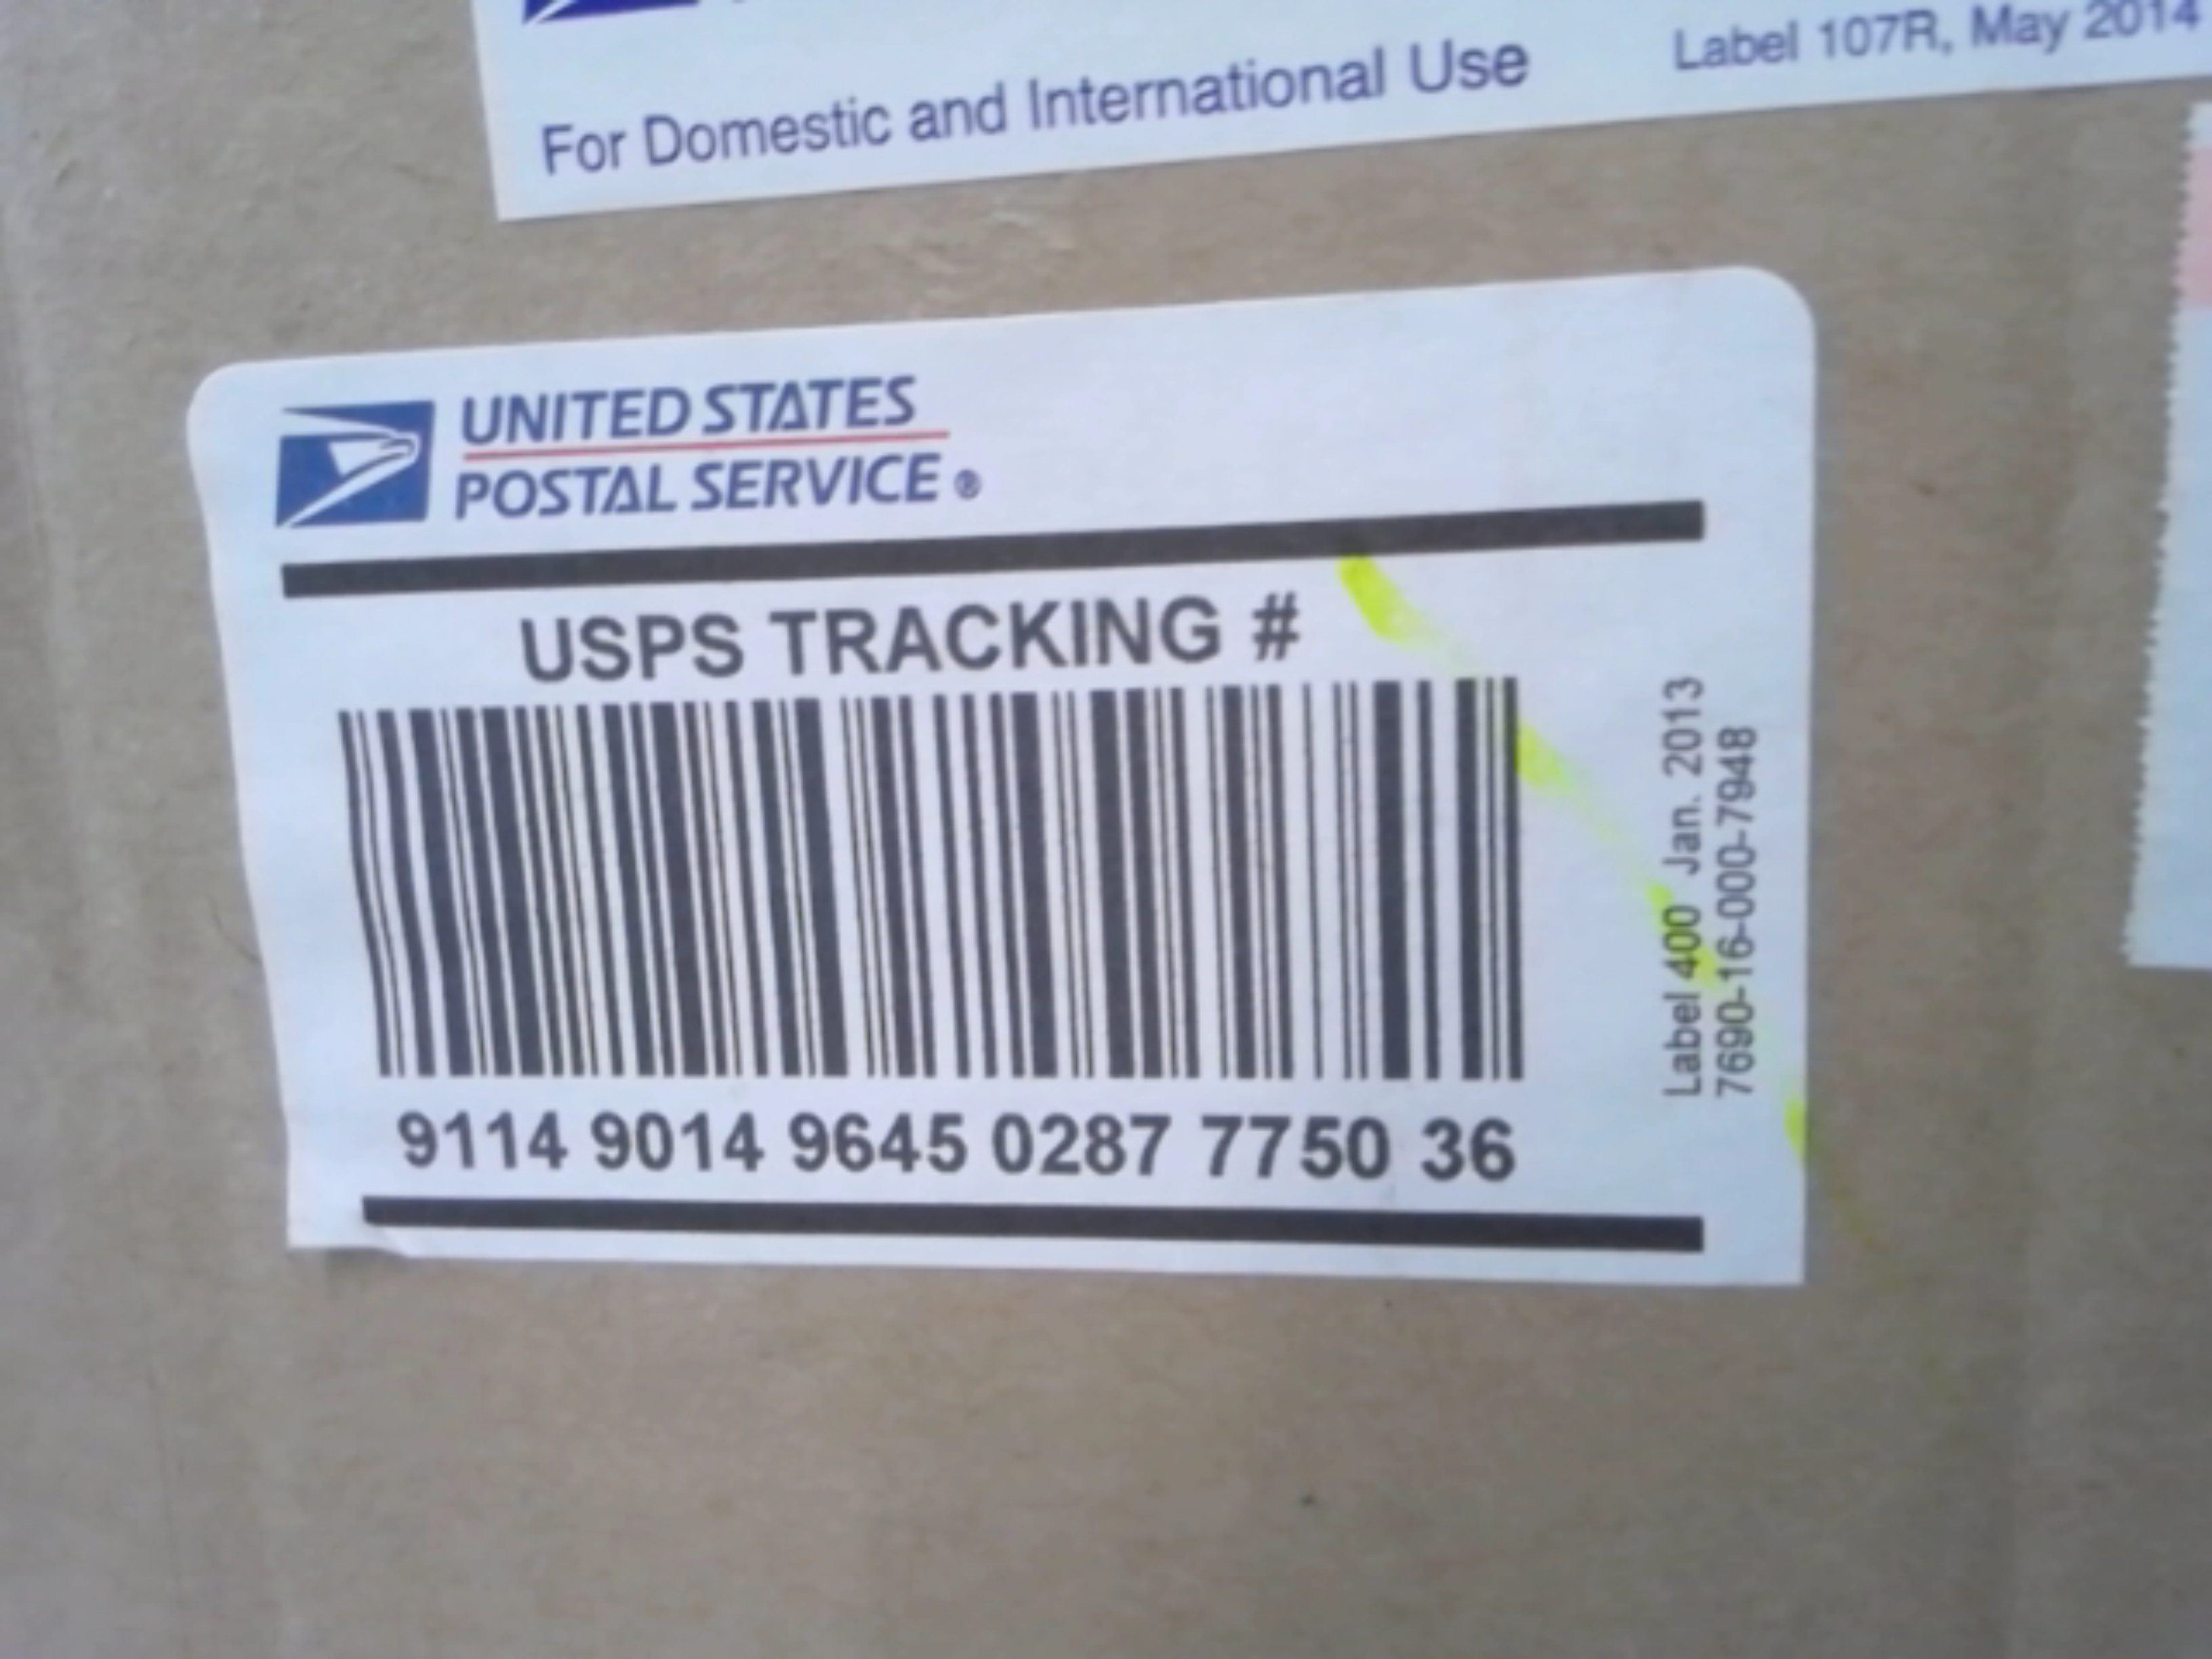 For Domestic and International Use
Label 107R, May 2014
UNITED STATES
POSTAL SERVICE ®
USPS TRACKING #
9114 9014 9645 0287 7750 36
Label 400 Jan. 2013
7690-16-000-7948